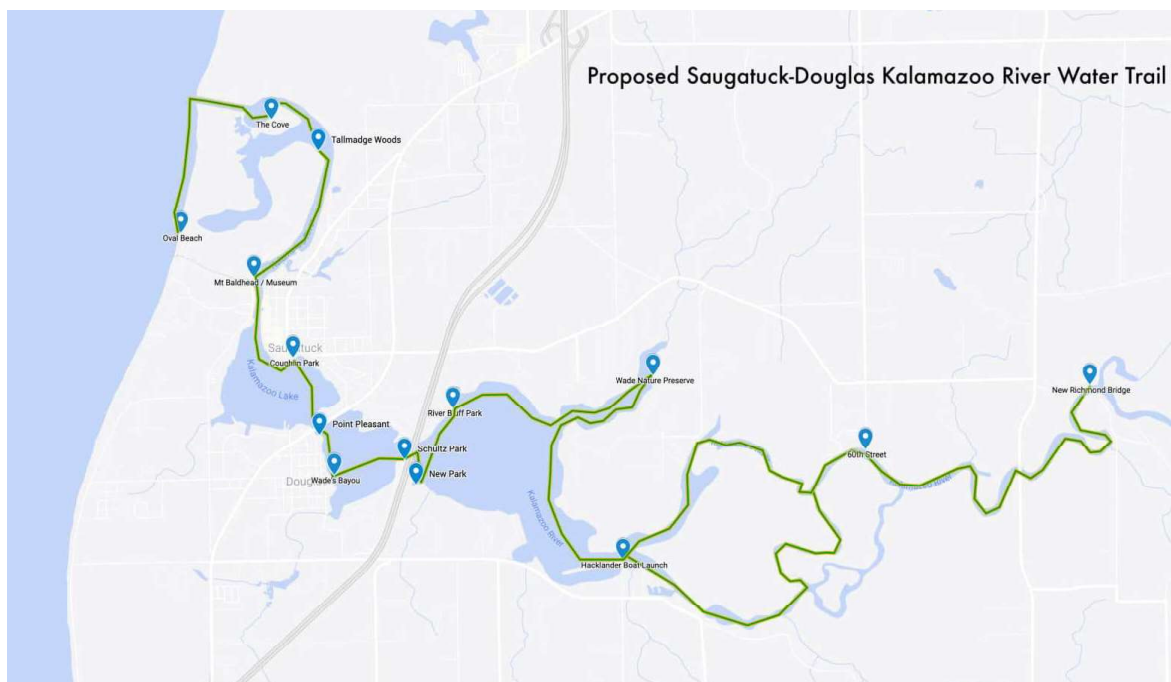 Proposed Saugatuck-Douglas Kalamazoo River Water Trail
The Cove
Tallmadge Woods
Oval Beach
Mt Baldhead / Museum
Saugatuck
Coughlin Park
Kalamazoo Lake
Wade Nature Preserve
New Richmond Bridge
River Bluff Park
Point Pleasant
Schultz Park
60th Street
New Park
Wade's Bayou
Kalamazoo River
Hacklander Boat Launch